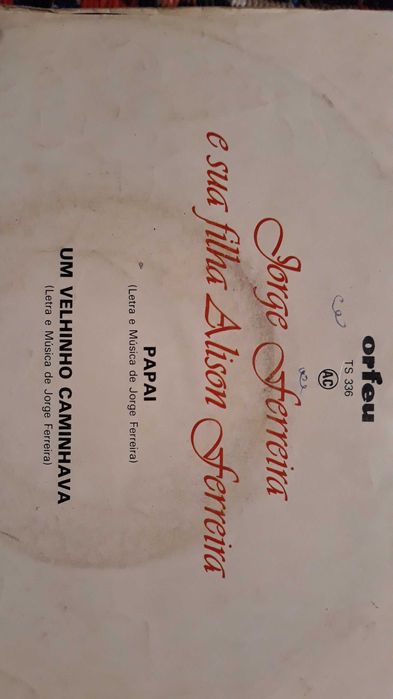 orfeu
TS 336
AC
Jorge Ferreira
e sua filha Alison Ferreira
PAPAI
(Letra e Música de Jorge Ferreira)
UM VELHINHO CAMINHAVA
(Letra e Música de Jorge Ferreira)